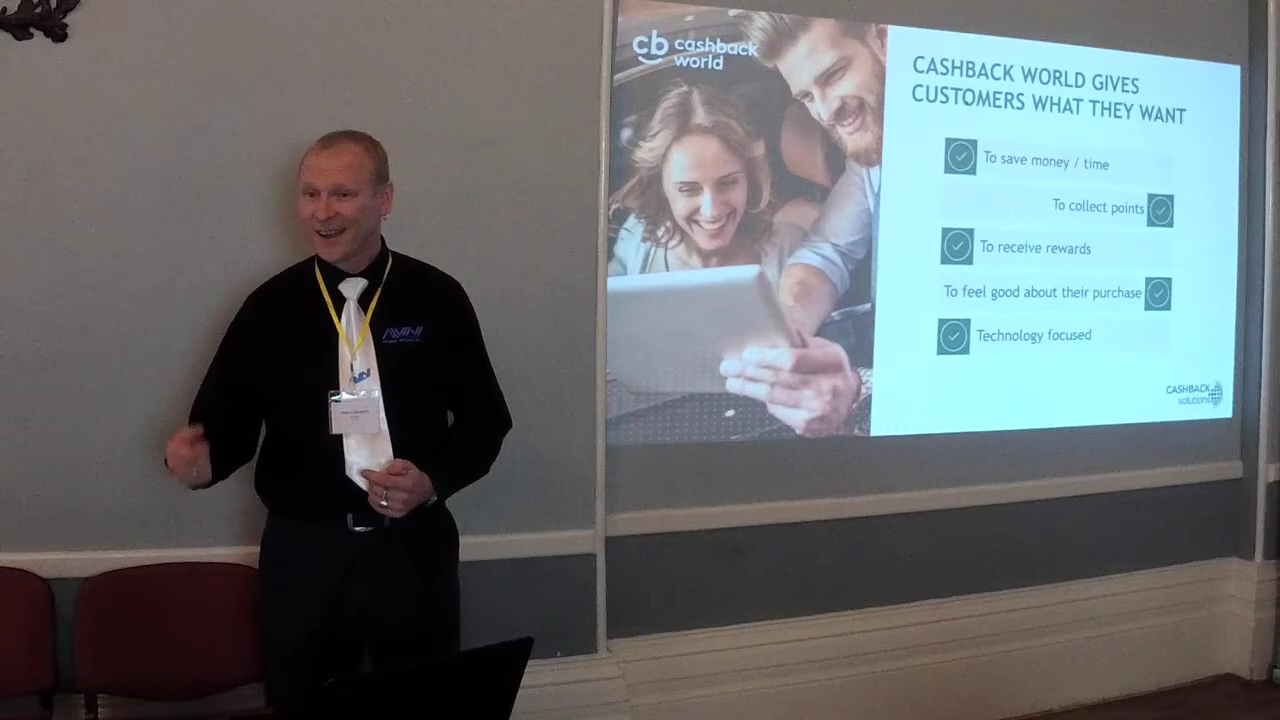 cb cashback
world
CASHBACK WORLD GIVES
CUSTOMERS WHAT THEY WANT
To save money / time
To collect points
To receive rewards
To feel good about their purchase
Technology focused
CASHBACK
solutions